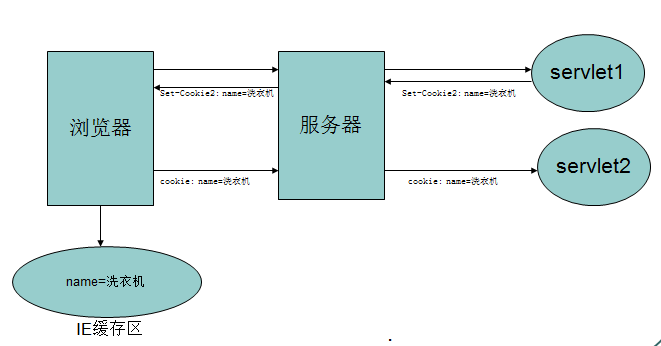 浏览器
服务器
servlet1
Set-Cookie2: name=洗衣机
Set-Cookie2: name=洗衣机
servlet2
cookie: name=洗衣机
cookie: name=洗衣机
name=洗衣机
IE缓存区
.